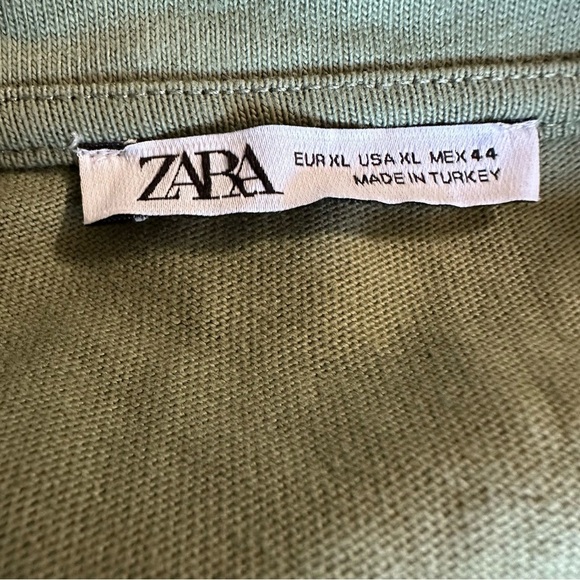 ZARA
EUR XL USA XL MEX 44
MADE IN TURKEY